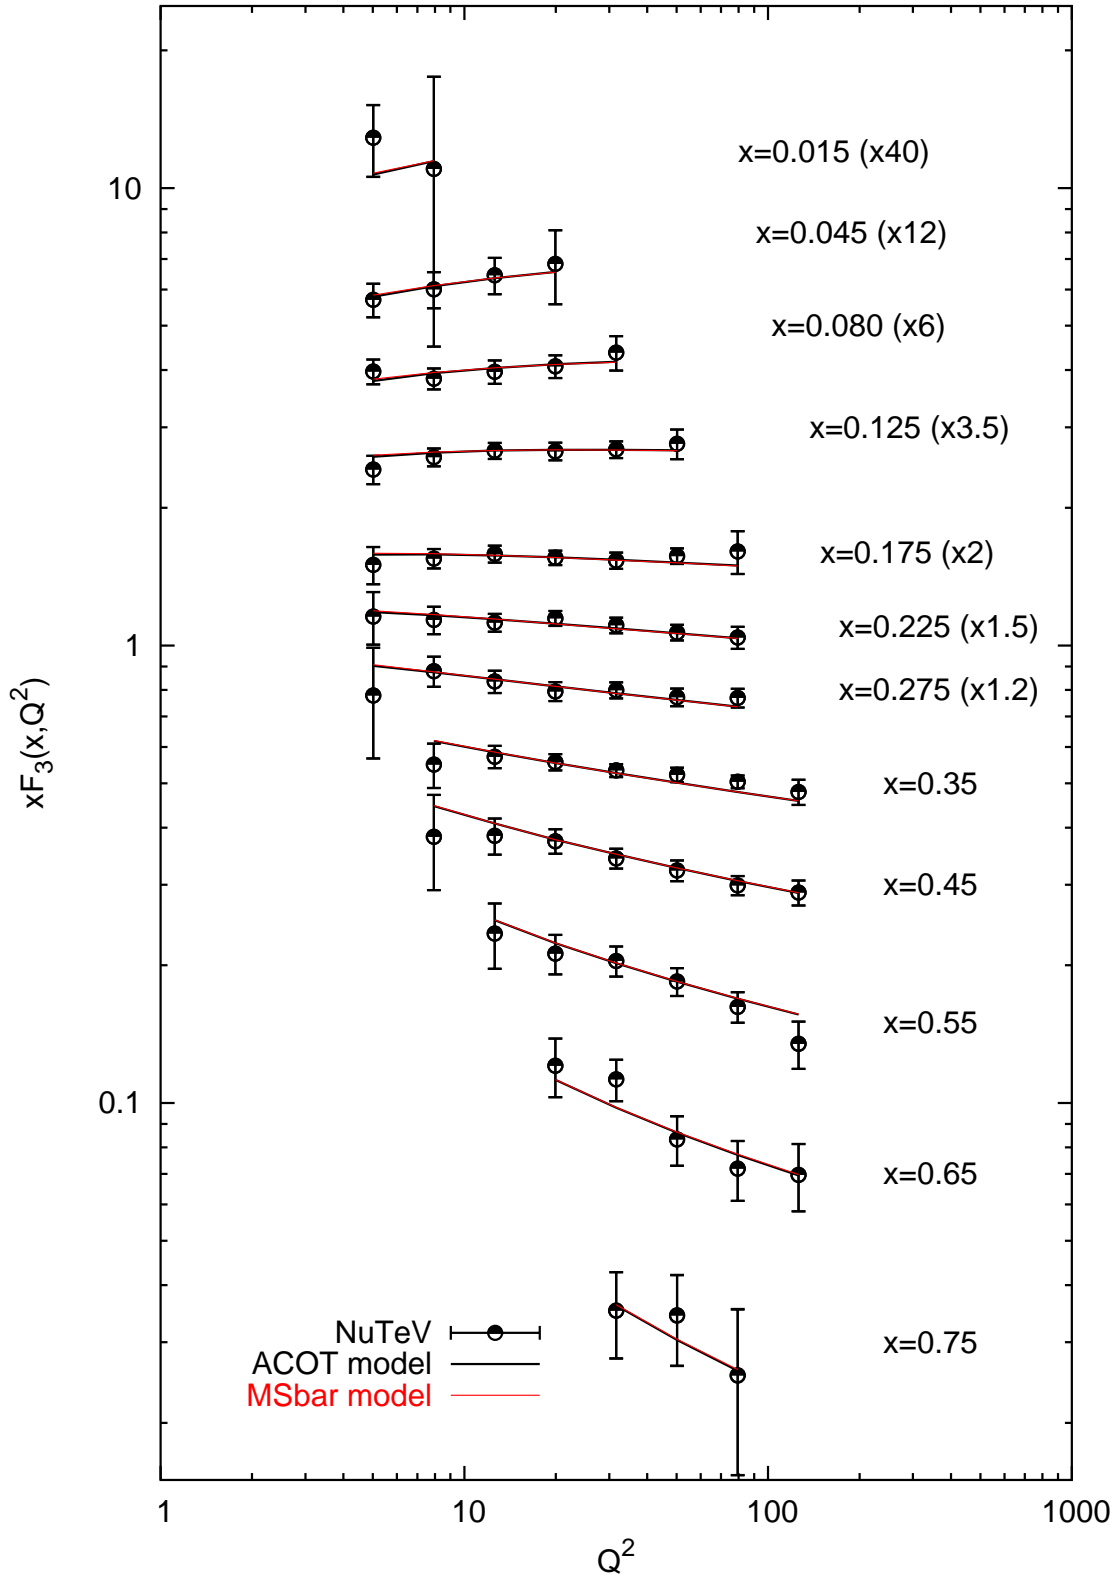 10
1
0.1
xF3(x,Q2)
x=0.015 (x40)
x=0.045 (x12)
x=0.080 (x6)
x=0.125 (x3.5)
x=0.175 (x2)
x=0.225 (x1.5)
x=0.275 (x1.2)
x=0.35
x=0.45
x=0.55
x=0.65
x=0.75
NuTeV
ACOT model
MSbar model
1 10 100 1000
Q2